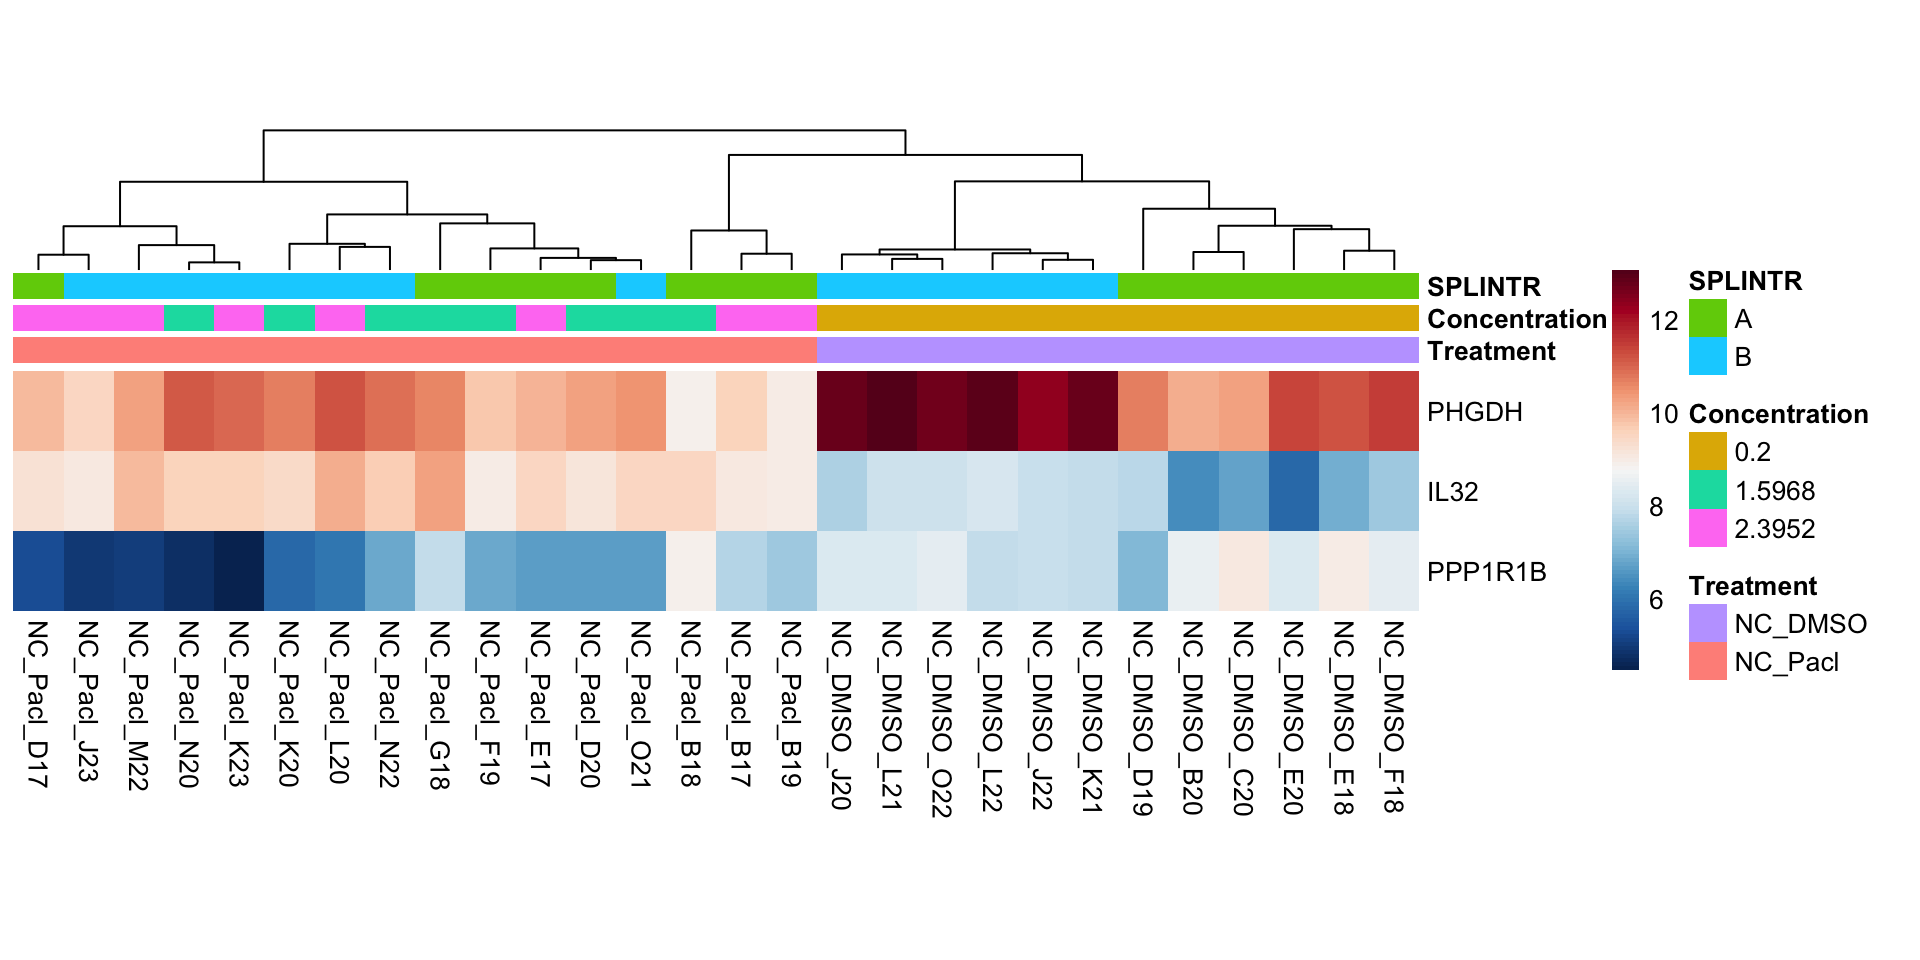 SPLINTR
Concentration
Treatment
PHGDH
IL32
PPP1R1B
NC_Pacl_D17
NC_Pacl_J23
NC_Pacl_M22
NC_Pacl_N20
NC_Pacl_K23
NC_Pacl_K20
NC_Pacl_L20
NC_Pacl_N22
NC_Pacl_G18
NC_Pacl_F19
NC_Pacl_E17
NC_Pacl_D20
NC_Pacl_O21
NC_Pacl_B18
NC_Pacl_B17
NC_Pacl_B19
NC_DMSO_J20
NC_DMSO_L21
NC_DMSO_O22
NC_DMSO_L22
NC_DMSO_J22
NC_DMSO_K21
NC_DMSO_D19
NC_DMSO_B20
NC_DMSO_C20
NC_DMSO_E20
NC_DMSO_E18
NC_DMSO_F18
12
10
8
6
SPLINTR
A
B
Concentration
0.2
1.5968
2.3952
Treatment
NC_DMSO
NC_Pacl